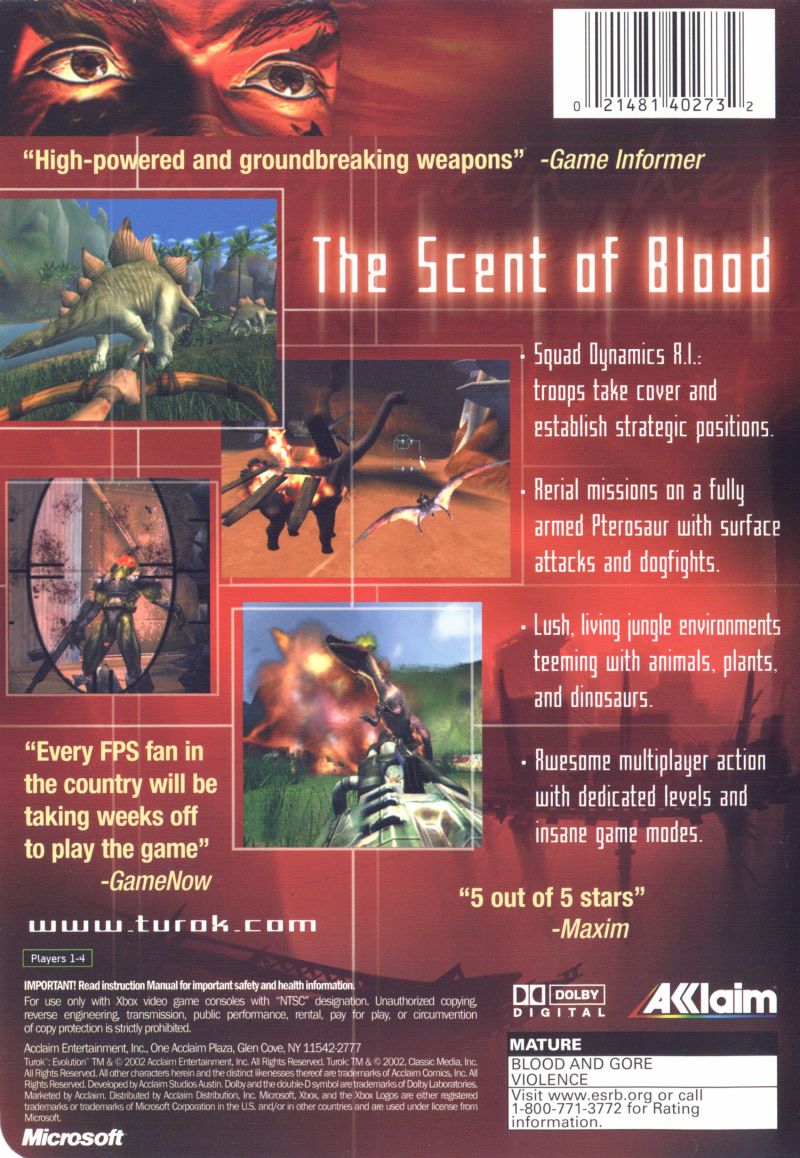 0 21481 40273 2
“High-powered and groundbreaking weapons” -Game Informer
The Scent of Blood
• Squad Dynamics A.I.:
troops take cover and
establish strategic positions.
• Aerial missions on a fully
armed Pterosaur with surface
attacks and dogfights.
• Lush, living jungle environments
teeming with animals, plants,
and dinosaurs.
• Awesome multiplayer action
with dedicated levels and
insane game modes.
“Every FPS fan in
the country will be
taking weeks off
to play the game”
-GameNow
“5 out of 5 stars”
-Maxim
www.turok.com
Players 1-4
IMPORTANT! Read instruction Manual for important safety and health information.
For use only with Xbox video game consoles with “NTSC” designation. Unauthorized copying,
reverse engineering, transmission, public performance, rental, pay for play, or circumvention
of copy protection is strictly prohibited.
Acclaim Entertainment, Inc., One Acclaim Plaza, Glen Cove, NY 11542-2777
Turok™: Evolution™ TM & © 2002 Acclaim Entertainment, Inc. All Rights Reserved. Turok: TM & © 2002, Classic Media, Inc.
All Rights Reserved. All other characters herein and the distinct likenesses thereof are trademarks of Acclaim Comics, Inc. All
Rights Reserved. Developed by Acclaim Studios Austin. Dolby and the double-D symbol are trademarks of Dolby Laboratories.
Marketed by Acclaim. Distributed by Acclaim Distribution, Inc. Microsoft, Xbox, and the Xbox Logos are either registered
trademarks or trademarks of Microsoft Corporation in the U.S. and/or in other countries and are used under license from
Microsoft.
Microsoft
DOLBY
DIGITAL
AKklaim
MATURE
BLOOD AND GORE
VIOLENCE
Visit www.esrb.org or call
1-800-771-3772 for Rating
information.